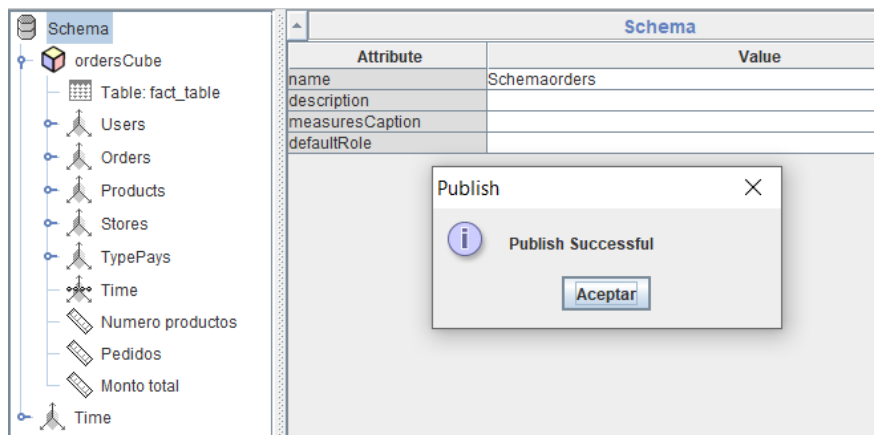 Schema
ordersCube
Table: fact_table
Users
Orders
Products
Stores
TypePays
Time
Numero productos
Pedidos
Monto total
Time
Schema
Attribute Value
name Schemaorders
description
measuresCaption
defaultRole
Publish
Publish Successful
Aceptar